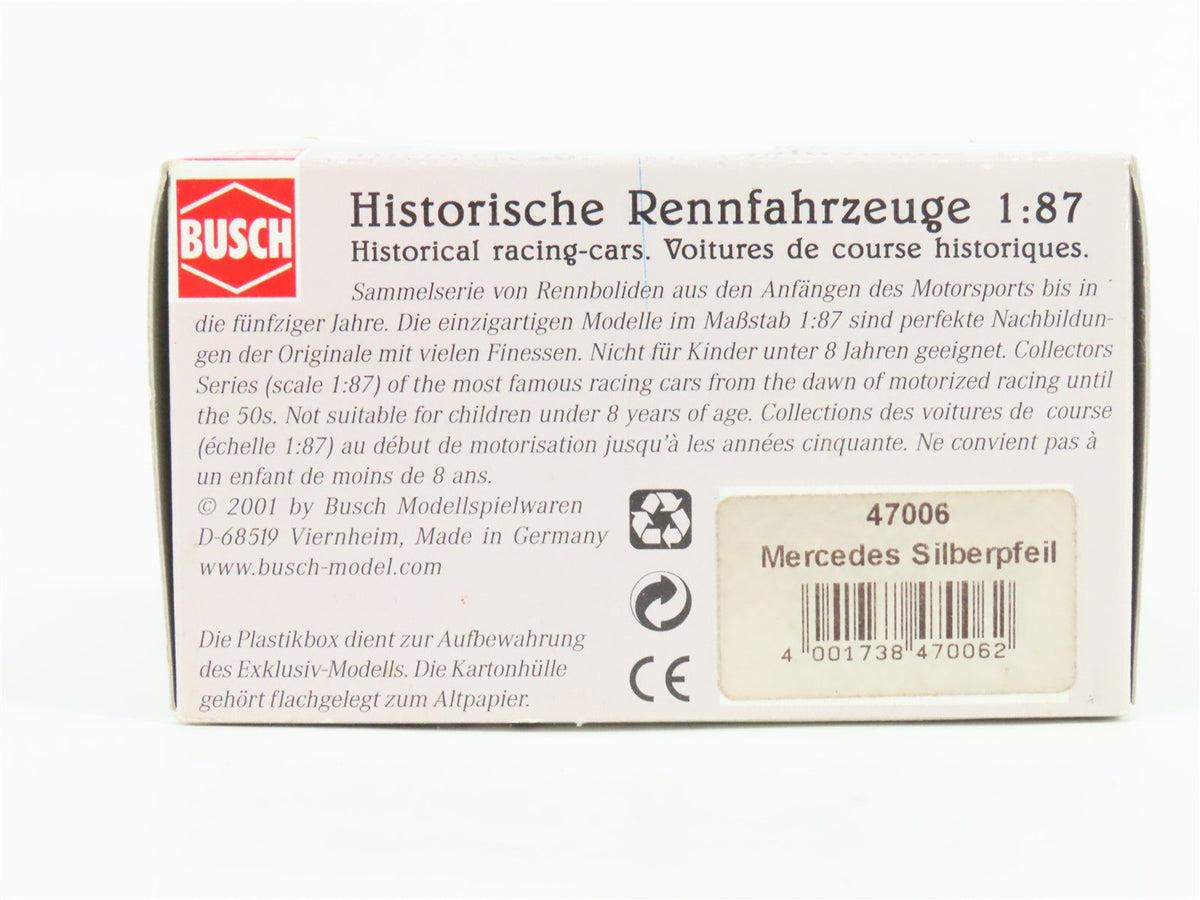 BUSCH
Historische Rennfahrzeuge 1:87
Historical racing-cars. Voitures de course historiques.
Sammelserie von Rennboliden aus den Anfängen des Motorsports bis in
die fünfziger Jahre. Die einzigartigen Modelle im Maßstab 1:87 sind perfekte Nachbildun-
gen der Originale mit vielen Finessen. Nicht für Kinder unter 8 Jahren geeignet. Collectors
Series (scale 1:87) of the most famous racing cars from the dawn of motorized racing until
the 50s. Not suitable for children under 8 years of age. Collections des voitures de course
(échelle 1:87) au début de motorisation jusqu'à les années cinquante. Ne convient pas à
un enfant de moins de 8 ans.
© 2001 by Busch Modellspielwaren
D-68519 Viernheim, Made in Germany
www.busch-model.com
Die Plastikbox dient zur Aufbewahrung
des Exklusiv-Modells. Die Kartonhülle
gehört flachgelegt zum Altpapier.
CE
47006
Mercedes Silberpfeil
4 001738 470062